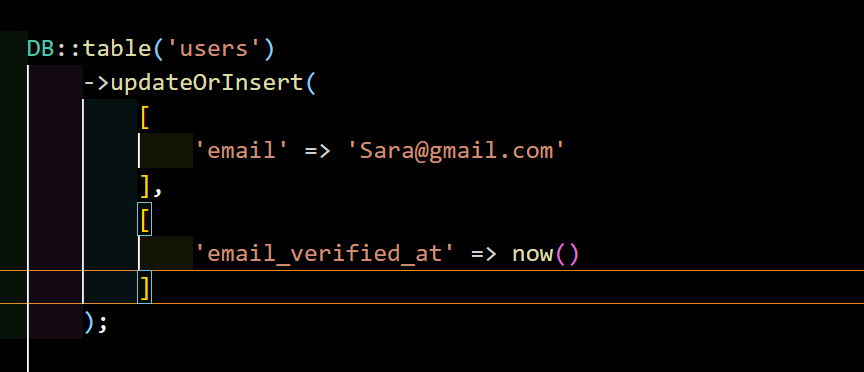 DB::table('users')
->updateOrInsert(
[
'email' => 'Sara@gmail.com'
],
[
'email_verified_at' => now()
]
);